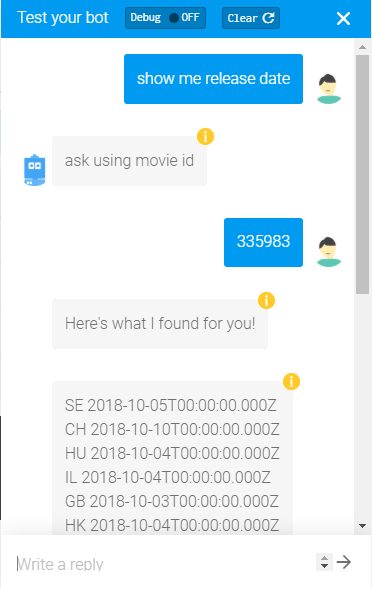 Test your bot
Debug OFF
Clear
show me release date
i
ask using movie id
335983
i
Here's what I found for you!
i
SE 2018-10-05T00:00:00.000Z
CH 2018-10-10T00:00:00.000Z
HU 2018-10-04T00:00:00.000Z
IL 2018-10-04T00:00:00.000Z
GB 2018-10-03T00:00:00.000Z
HK 2018-10-04T00:00:00.000Z
Write a reply